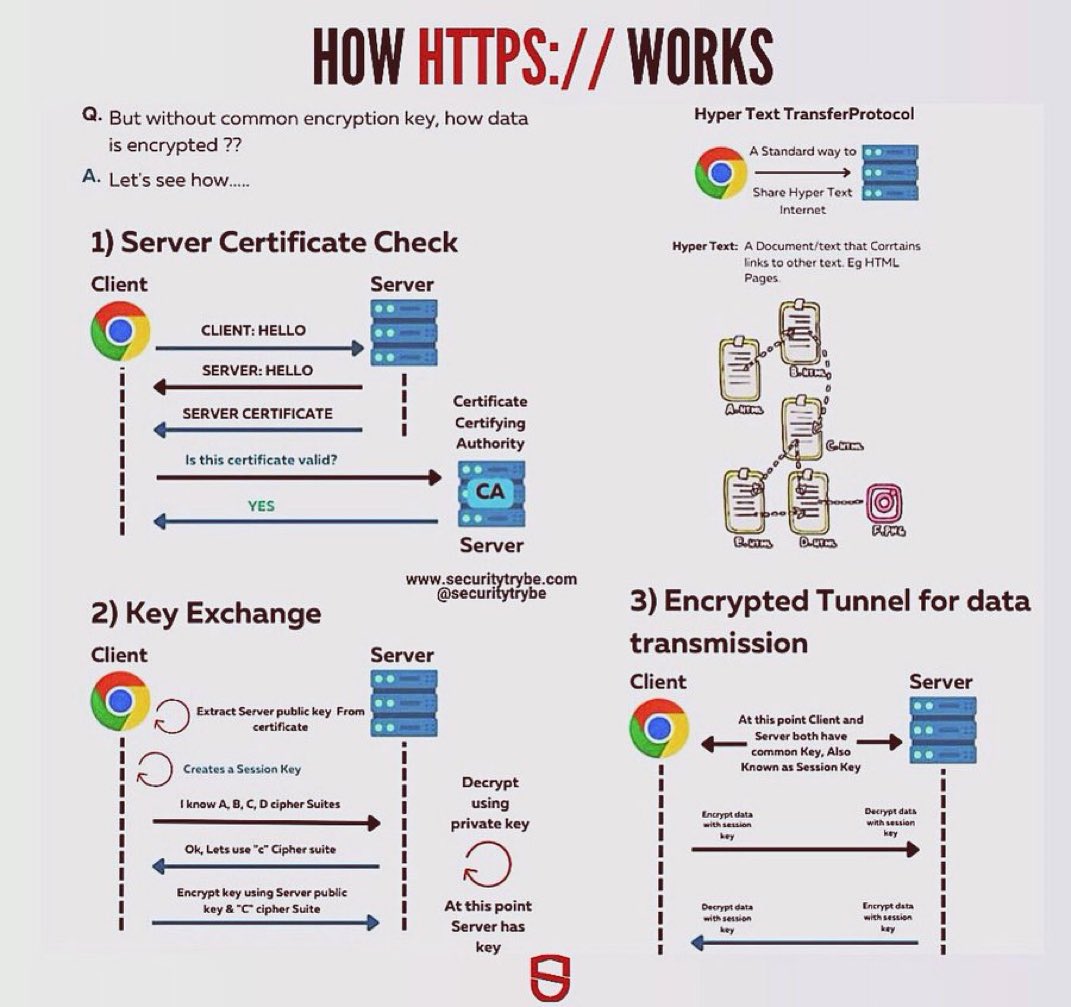 HOW HTTPS:// WORKS
Q. But without common encryption key, how data
is encrypted ??
A. Let's see how.....
Hyper Text TransferProtocol
A Standard way to
Share Hyper Text
Internet
Hyper Text: A Document/text that Corrtains
links to other text. Eg HTML
Pages.
A.HTML
B.HTML
C.HTML
E.HTML
D.HTML
F.PNG
1) Server Certificate Check
Client
Server
CLIENT: HELLO
SERVER: HELLO
SERVER CERTIFICATE
Is this certificate valid?
YES
Certificate
Certifying
Authority
CA
Server
www.securitytrybe.com
@securitytrybe
2) Key Exchange
Client
Server
Extract Server public key From
certificate
Creates a Session Key
I know A, B, C, D cipher Suites
Ok, Lets use "c" Cipher suite
Encrypt key using Server public
key & "C" cipher Suite
Decrypt
using
private key
At this point
Server has
key
3) Encrypted Tunnel for data
transmission
Client
Server
At this point Client and
Server both have
common Key, Also
Known as Session Key
Encrypt data
with session
key
Decrypt data
with session
key
Decrypt data
with session
key
Encrypt data
with session
key